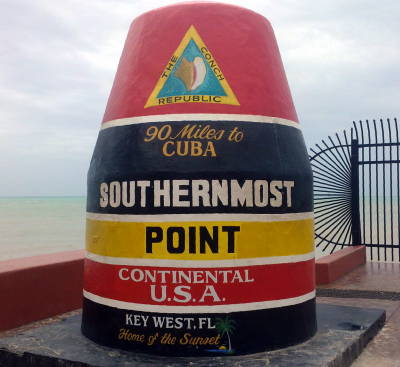 THE CONCH
REPUBLIC
90 Miles to
CUBA
SOUTHERNMOST
POINT
CONTINENTAL
U.S.A.
KEY WEST, FL
Home of the Sunset